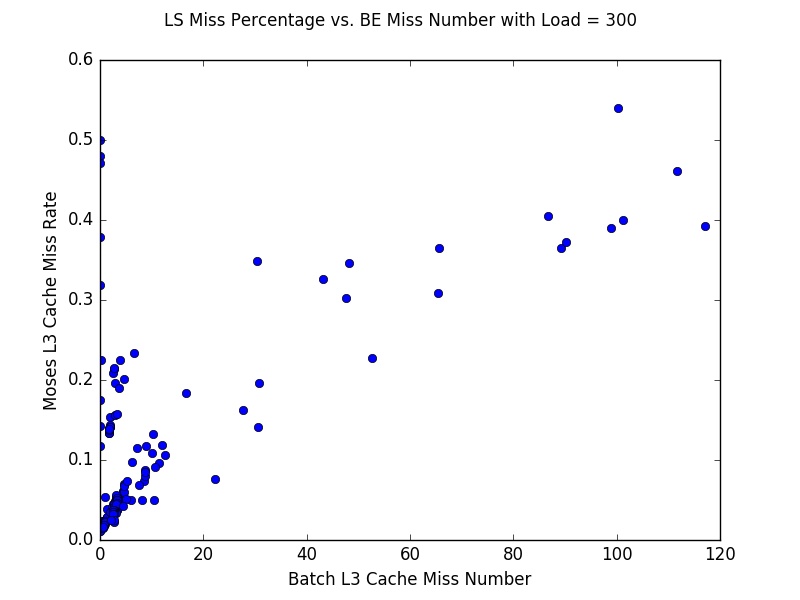 LS Miss Percentage vs. BE Miss Number with Load = 300
0.6
0.5
0.4
0.3
0.2
0.1
0.0
Moses L3 Cache Miss Rate
0 20 40 60 80 100 120
Batch L3 Cache Miss Number